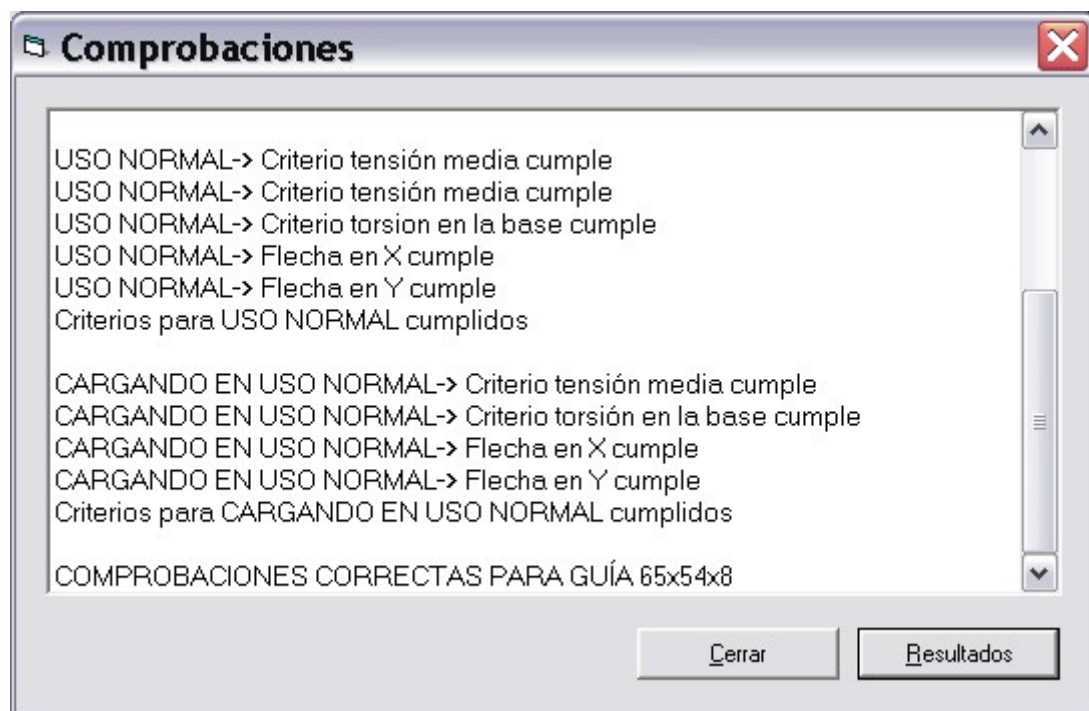 Comprobaciones
USO NORMAL-> Criterio tensión media cumple
USO NORMAL-> Criterio tensión media cumple
USO NORMAL-> Criterio torsion en la base cumple
USO NORMAL-> Flecha en X cumple
USO NORMAL-> Flecha en Y cumple
Criterios para USO NORMAL cumplidos
CARGANDO EN USO NORMAL-> Criterio tensión media cumple
CARGANDO EN USO NORMAL-> Criterio torsión en la base cumple
CARGANDO EN USO NORMAL-> Flecha en X cumple
CARGANDO EN USO NORMAL-> Flecha en Y cumple
Criterios para CARGANDO EN USO NORMAL cumplidos
COMPROBACIONES CORRECTAS PARA GUÍA 65x54x8
Cerrar
Resultados